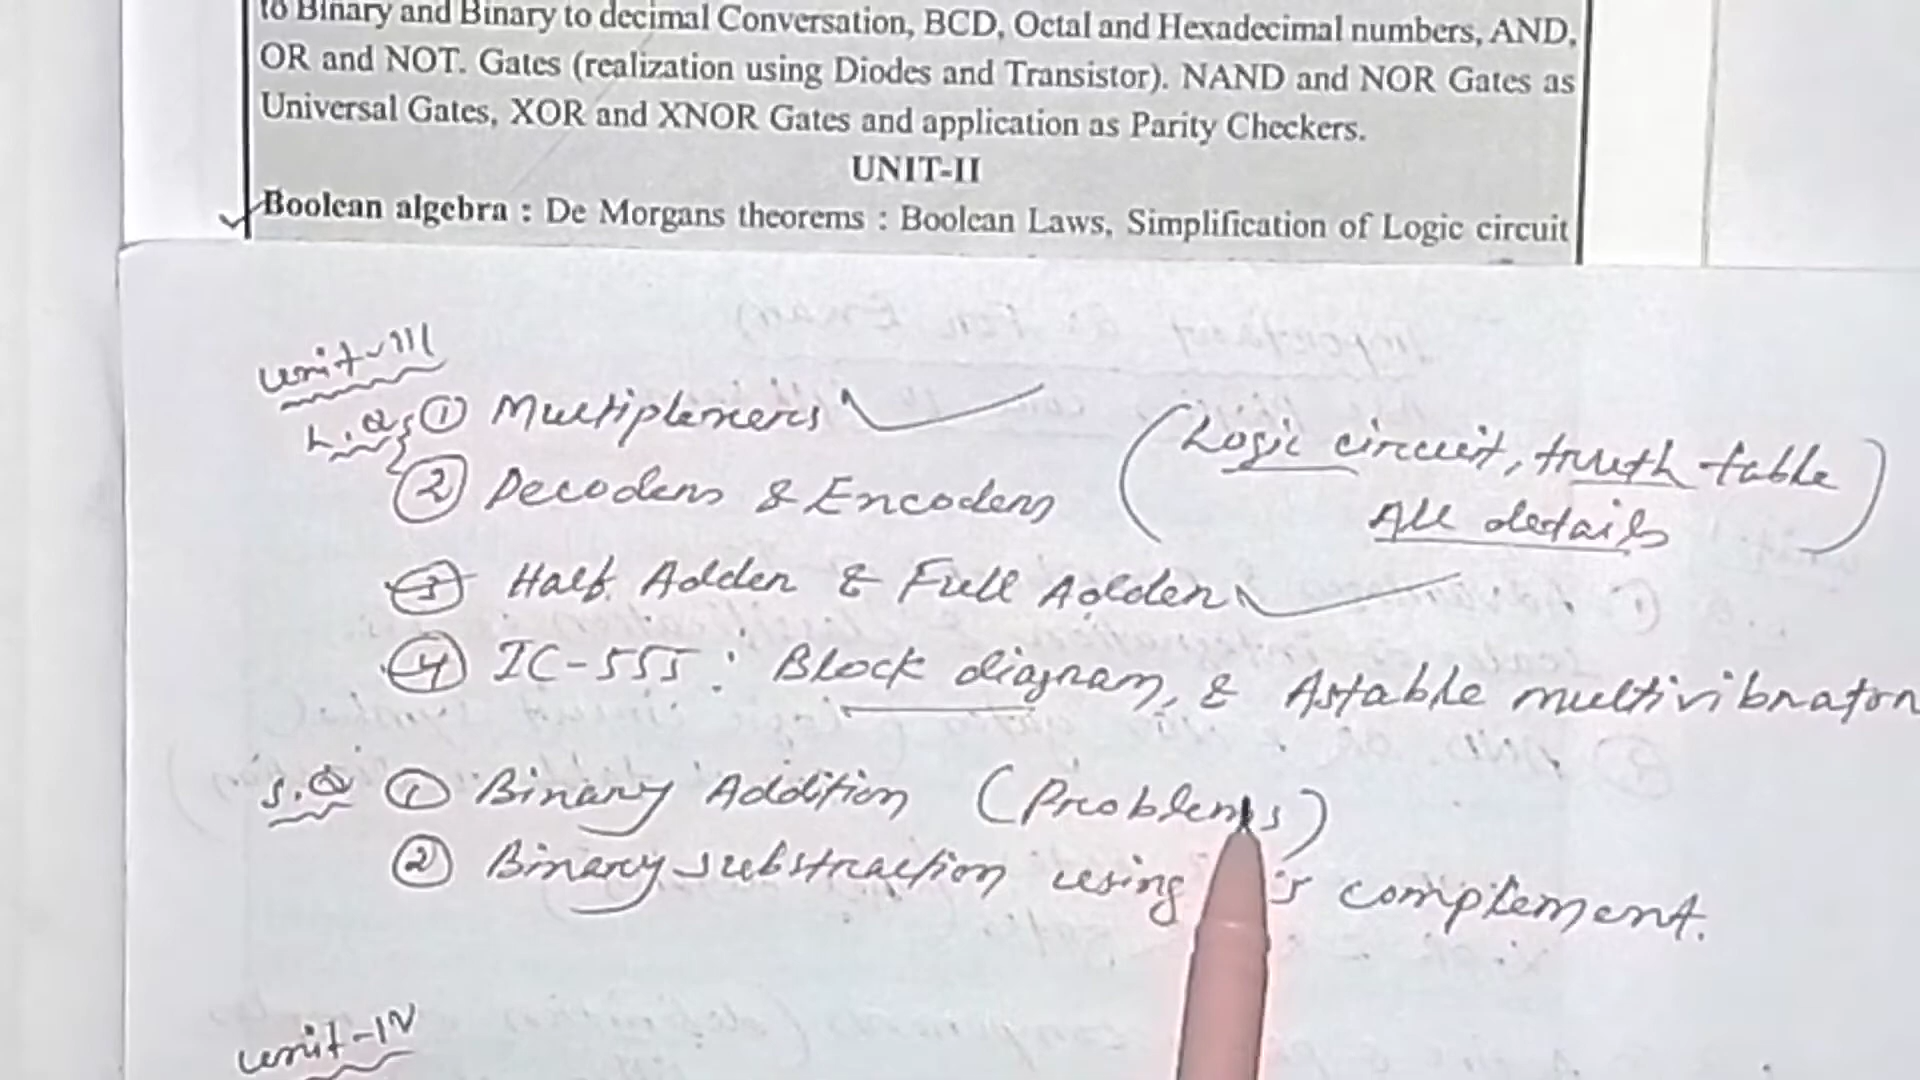 to Binary and Binary to decimal Conversation, BCD, Octal and Hexadecimal numbers, AND,
OR and NOT. Gates (realization using Diodes and Transistor). NAND and NOR Gates as
Universal Gates, XOR and XNOR Gates and application as Parity Checkers.
UNIT-II
Boolean algebra : De Morgans theorems : Boolean Laws, Simplification of Logic circuit
Unit-III
L.Q ① Multiplexers
(Logic circuit, truth table
② Decoders & Encoders
All details)
③ Half Adder & Full Adder
④ IC-555: Block diagram, & Astable multivibrator
S.Q ① Binary Addition (Problems)
② Binary substraction using complement.
Unit-IV